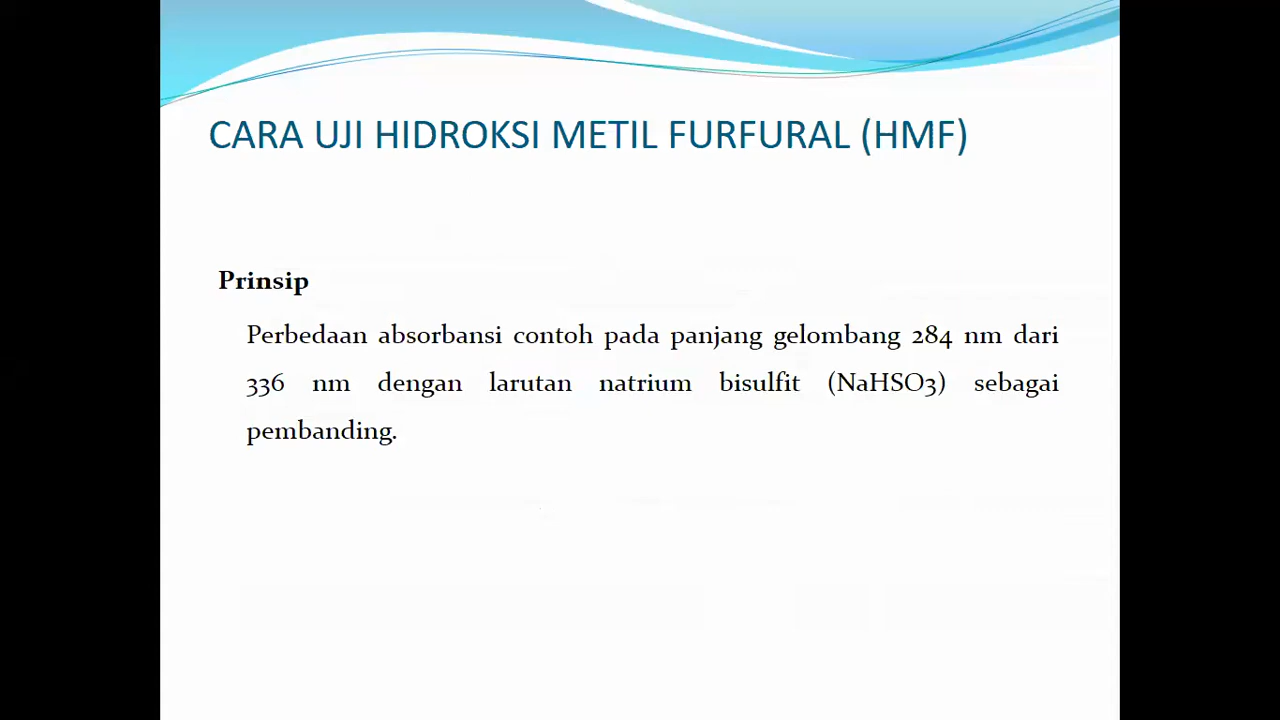 CARA UJI HIDROKSI METIL FURFURAL (HMF)
Prinsip
Perbedaan absorbansi contoh pada panjang gelombang 284 nm dari
336 nm dengan larutan natrium bisulfit (NaHSO3) sebagai
pembanding.